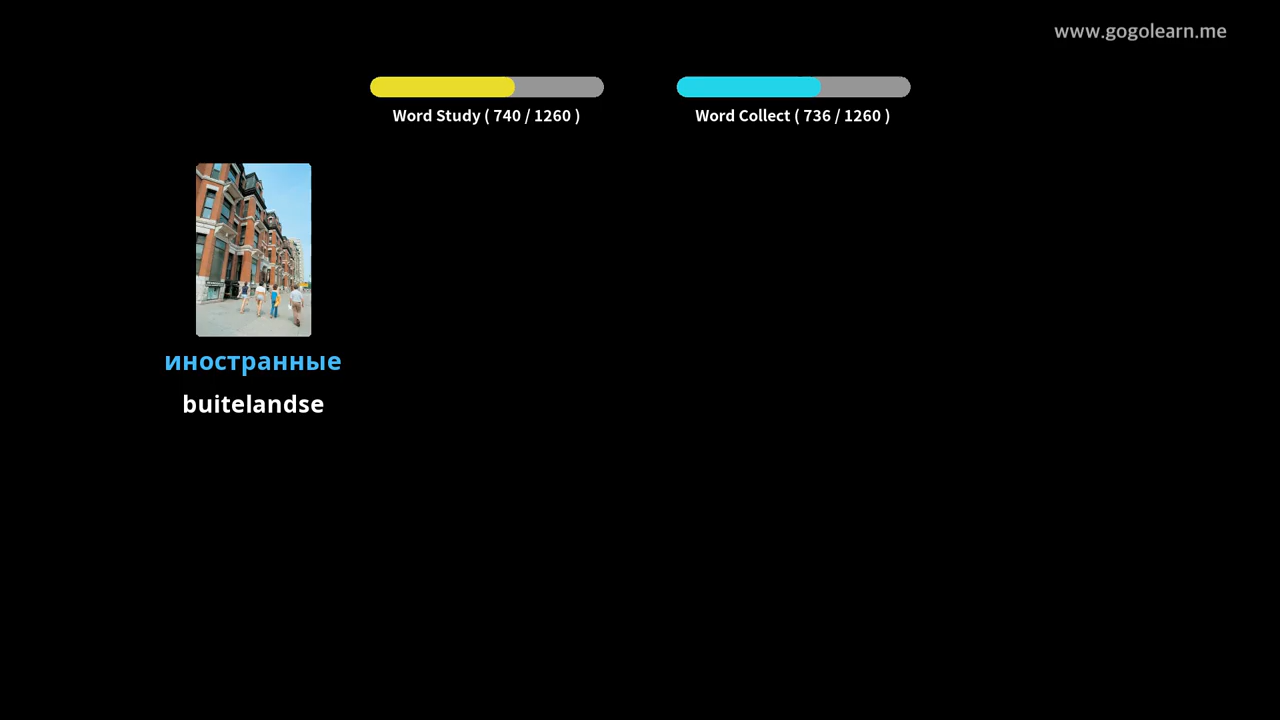 www.gogolearn.me
Word Study ( 740 / 1260 )
Word Collect ( 736 / 1260 )
иностранные
buitelandse